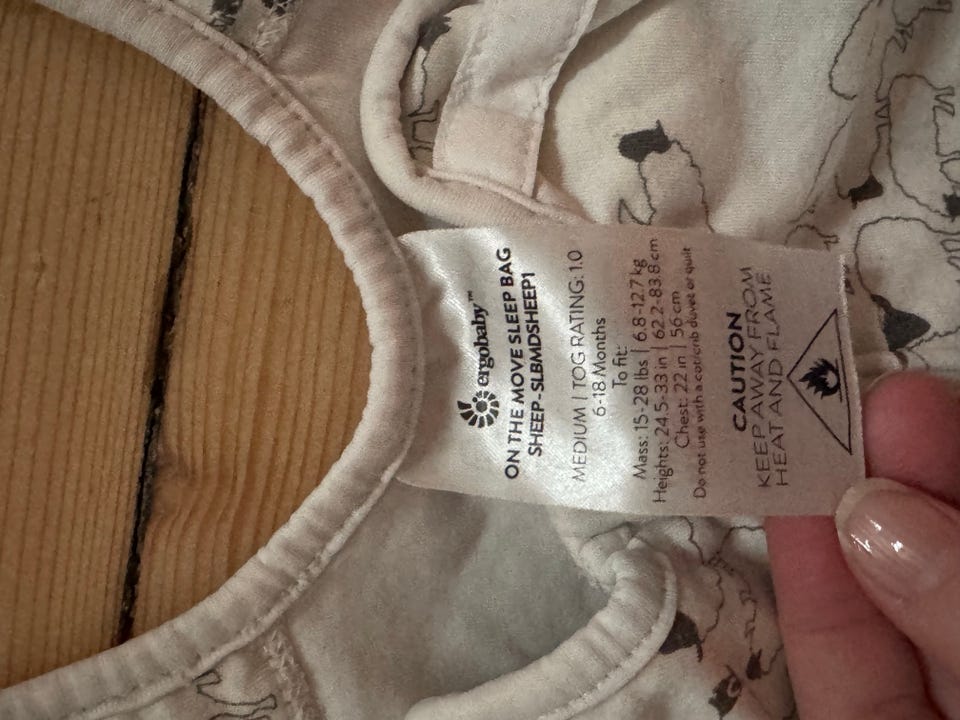 ergobaby™
ON THE MOVE SLEEP BAG
SHEEP-SLBMDSHEEP1
MEDIUM | TOG RATING: 1.0
6-18 Months
To fit:
Mass: 15-28 lbs | 6.8-12.7 kg
Heights: 24.5-33 in | 62.2-83.8 cm
Chest: 22 in | 56 cm
Do not use with a cot/crib duvet or quilt
CAUTION
KEEP AWAY FROM
HEAT AND FLAME